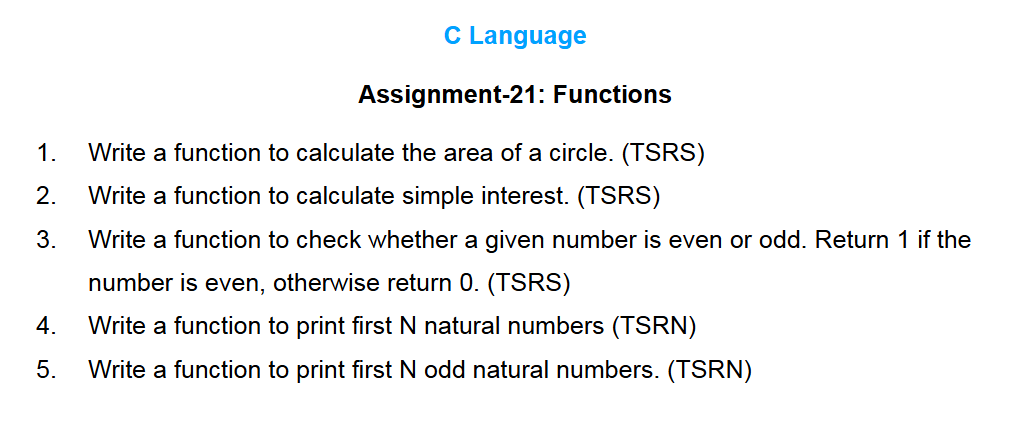 C Language
Assignment-21: Functions
1. Write a function to calculate the area of a circle. (TSRS)
2. Write a function to calculate simple interest. (TSRS)
3. Write a function to check whether a given number is even or odd. Return 1 if the
number is even, otherwise return 0. (TSRS)
4. Write a function to print first N natural numbers (TSRN)
5. Write a function to print first N odd natural numbers. (TSRN)